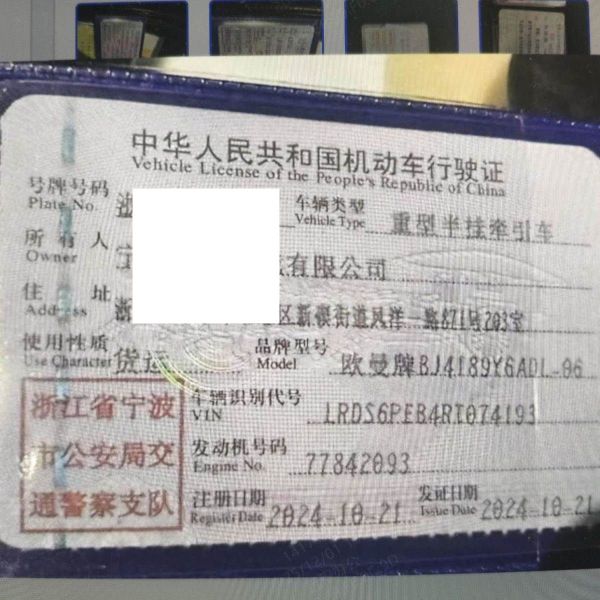 中华人民共和国机动车行驶证
Vehicle License of the People's Republic of China
号牌号码 浙 车辆类型 重型半挂牵引车
Plate No. Vehicle Type
所有人 有限公司
Owner
住址 浙 区新碶街道凤洋一路871号203室
Address
使用性质 货运 品牌型号 欧曼牌BJ4189Y6ADL-06
Use Character Model
浙江省宁波
市公安局交
通警察支队
车辆识别代号 LRDS6PEB4RT074193
VIN
发动机号码 77842093
Engine No.
注册日期 2024-10-21 发证日期 2024-10-21
Register Date Issue Date